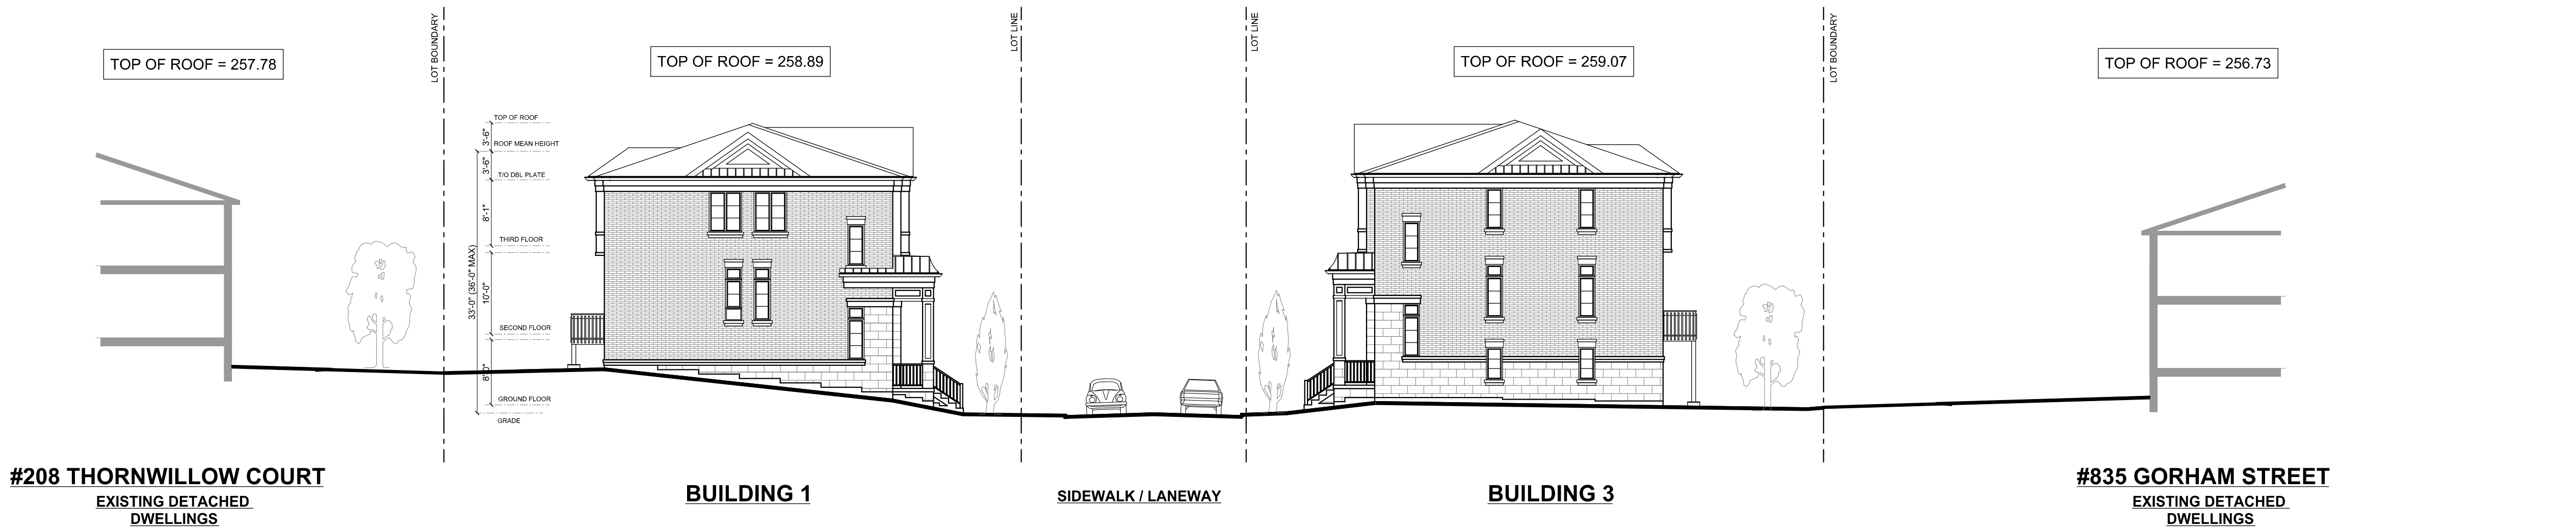 LOT BOUNDARY
LOT LINE
LOT LINE
LOT BOUNDARY
TOP OF ROOF = 257.78
TOP OF ROOF = 258.89
TOP OF ROOF = 259.07
TOP OF ROOF = 256.73
TOP OF ROOF
3'-6"
ROOF MEAN HEIGHT
3'-6"
T/O DBL PLATE
8'-1"
THIRD FLOOR
10'-0"
33'-0" (36'-0" MAX)
SECOND FLOOR
8'-0"
GROUND FLOOR
GRADE
#208 THORNWILLOW COURT
EXISTING DETACHED
DWELLINGS
BUILDING 1
SIDEWALK / LANEWAY
BUILDING 3
#835 GORHAM STREET
EXISTING DETACHED
DWELLINGS